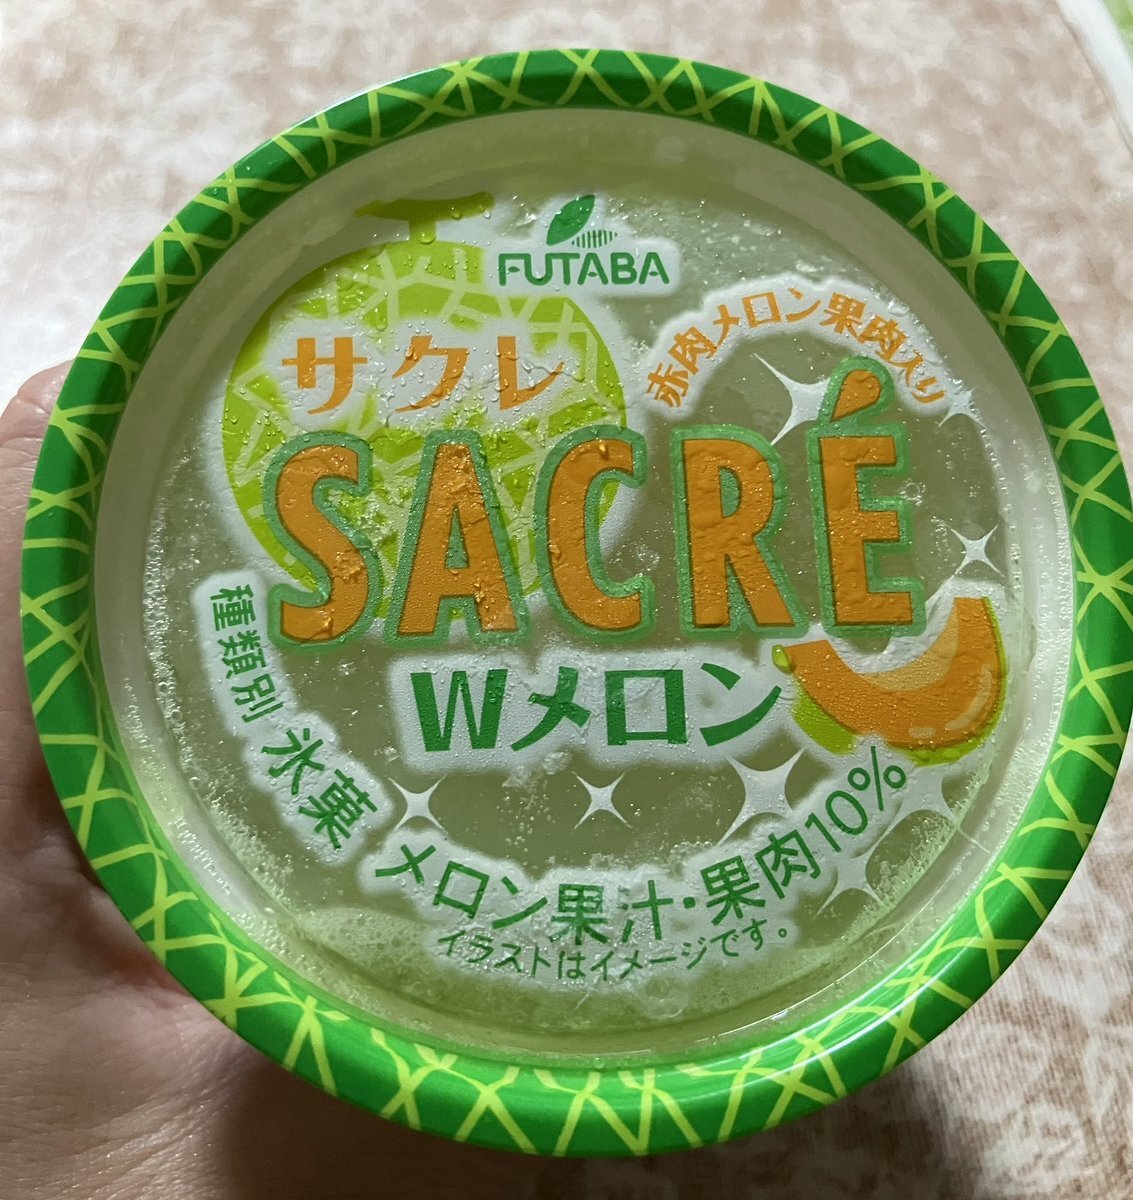 FUTABA
赤肉メロン果肉入り
サクレ
SACRÉ
Wメロン
種類別 氷菓
メロン果汁・果肉10%
イラストはイメージです。